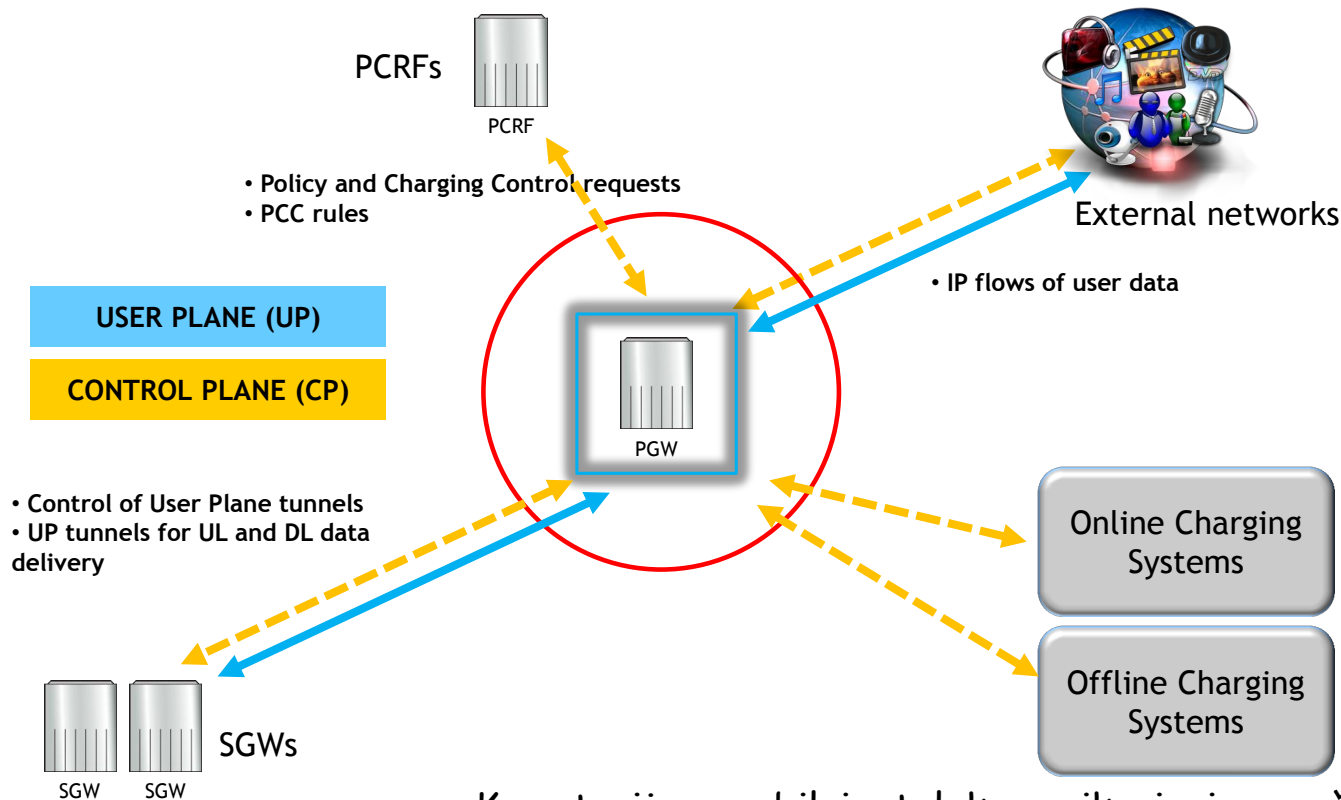 PCRFs
PCRF
• Policy and Charging Control requests
• PCC rules
External networks
• IP flows of user data
USER PLANE (UP)
CONTROL PLANE (CP)
PGW
• Control of User Plane tunnels
• UP tunnels for UL and DL data
delivery
Online Charging
Systems
Offline Charging
Systems
SGWs
SGW
SGW